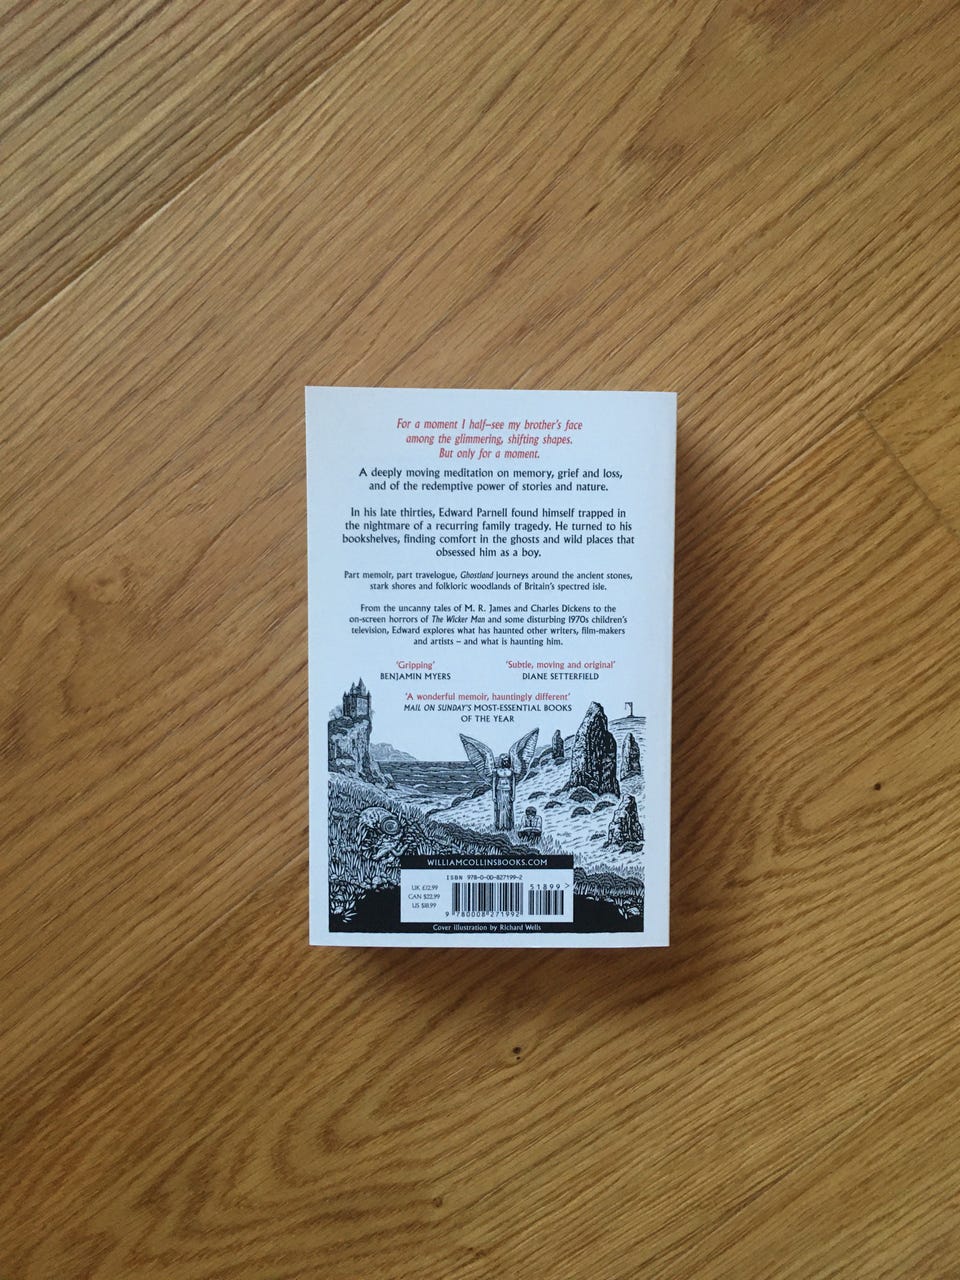 For a moment I half-see my brother's face
among the glimmering, shifting shapes.
But only for a moment.
A deeply moving meditation on memory, grief and loss,
and of the redemptive power of stories and nature.
In his late thirties, Edward Parnell found himself trapped in
the nightmare of a recurring family tragedy. He turned to his
bookshelves, finding comfort in the ghosts and wild places that
obsessed him as a boy.
Part memoir, part travelogue, Ghostland journeys around the ancient stones,
stark shores and folkloric woodlands of Britain's spectred isle.
From the uncanny tales of M. R. James and Charles Dickens to the
on-screen horrors of The Wicker Man and some disturbing 1970s children's
television, Edward explores what has haunted other writers, film-makers
and artists – and what is haunting him.
'Gripping'
BENJAMIN MYERS
'Subtle, moving and original'
DIANE SETTERFIELD
'A wonderful memoir, hauntingly different'
MAIL ON SUNDAY'S MOST-ESSENTIAL BOOKS
OF THE YEAR
WILLIAMCOLLINSBOOKS.COM
ISBN 978-0-00-827199-2
UK £12.99
CAN $22.99
US $18.99
51899>
9 780008 271992
Cover illustration by Richard Wells